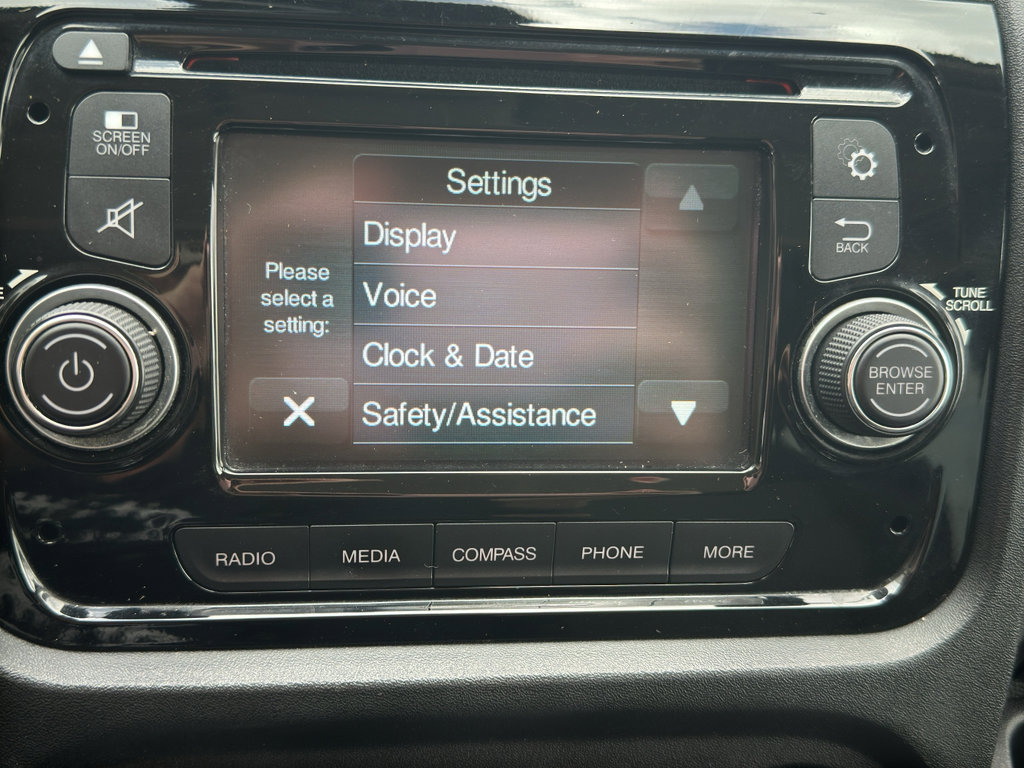 SCREEN
ON/OFF
Settings
Display
Voice
Clock & Date
Safety/Assistance
Please
select a
setting:
BACK
TUNE
SCROLL
BROWSE
ENTER
RADIO
MEDIA
COMPASS
PHONE
MORE